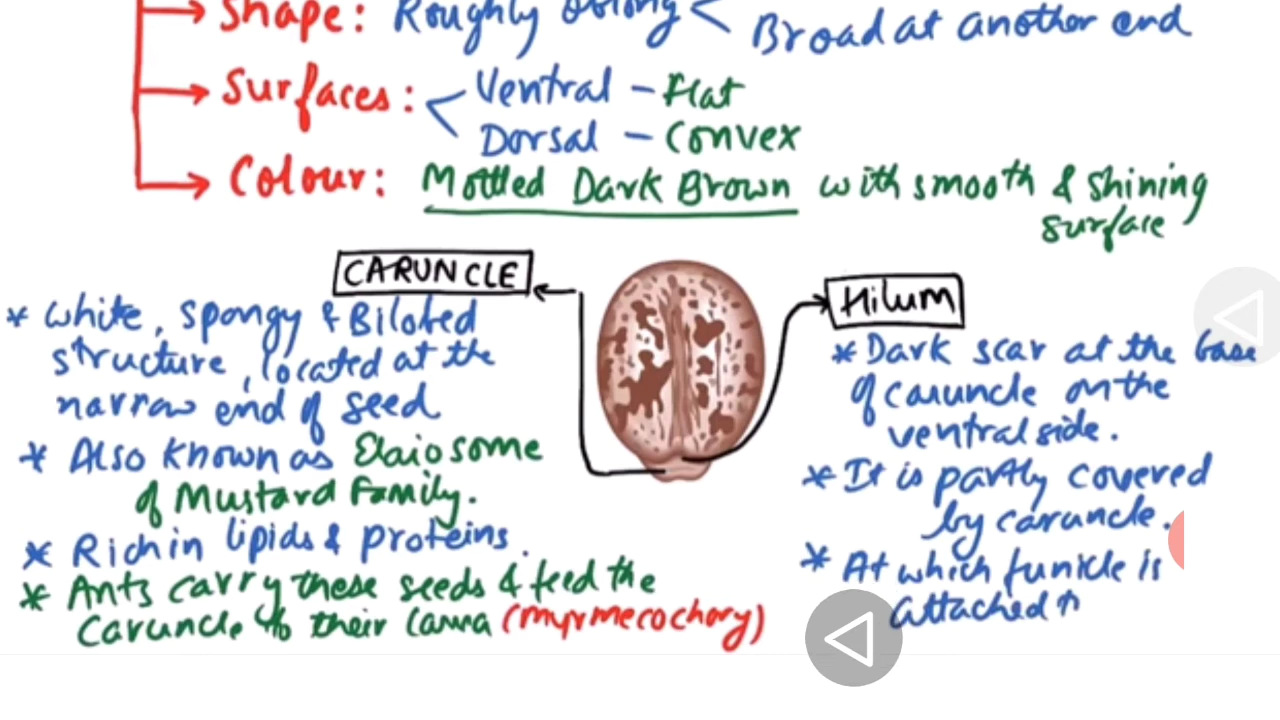 Shape: Roughly oblong < Broad at another end
Surfaces: < Ventral - Flat
Dorsal - Convex
Colour: Mottled Dark Brown with smooth & shining
surface
CARUNCLE
* White, spongy & Bilobed
structure, located at the
narrow end of seed
* Also known as Elaiosome
of Mustard Family.
* Rich in lipids & proteins.
* Ants carry these seeds & feed the
Caruncle to their larva (myrmecochory)
Hilum
* Dark scar at the base
of caruncle on the
ventral side.
* It is partly covered
by caruncle.
* At which funicle is
attached